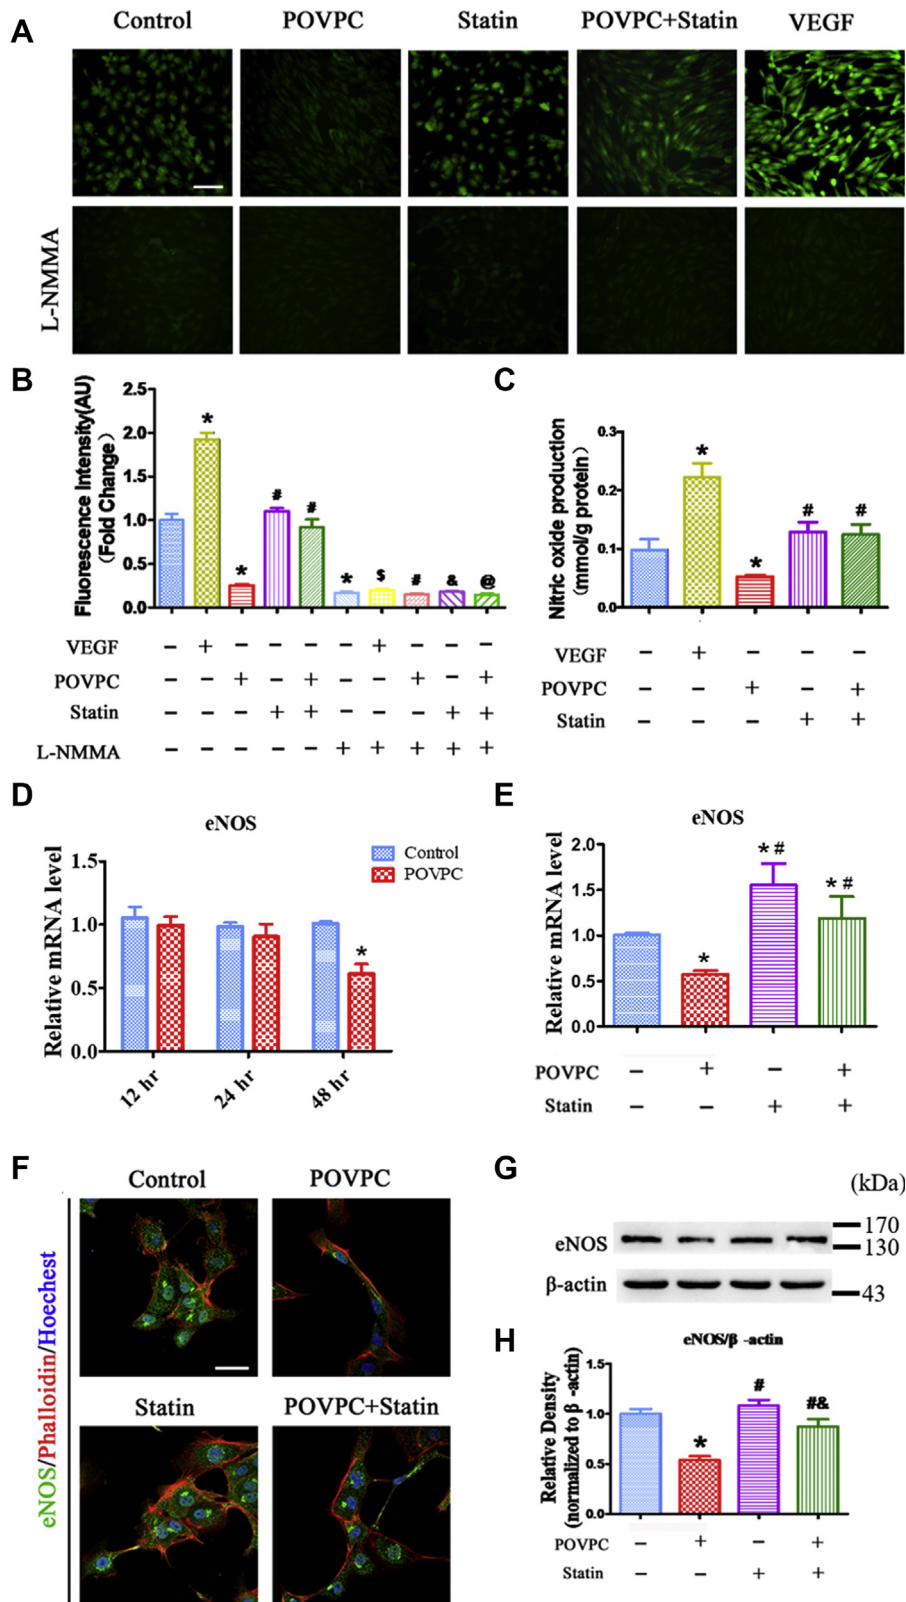 A
Control POVPC Statin POVPC+Statin VEGF
L-NMMA
B
Fluorescence Intensity(AU)
(Fold Change)
2.5
2.0
1.5
1.0
0.5
0.0
* * # # * $ # & @
VEGF − + − − − − + − − −
POVPC − − + − + − − + − +
Statin − − − + + − − − + +
L-NMMA − − − − − + + + + +
C
Nitric oxide production
(mmol/g protein)
0.3
0.2
0.1
0.0
* * # #
VEGF − + − − −
POVPC − − + − +
Statin − − − + +
D
eNOS
Relative mRNA level
1.5
1.0
0.5
0.0
Control
POVPC
*
12 hr 24 hr 48 hr
E
eNOS
Relative mRNA level
2.0
1.5
1.0
0.5
0.0
* * # * #
POVPC − + − +
Statin − − + +
F
eNOS/Phalloidin/Hoechest
Control POVPC
Statin POVPC+Statin
G
(kDa)
eNOS
170
130
β-actin
43
H
eNOS/β -actin
Relative Density
(normalized to β -actin)
1.5
1.0
0.5
0.0
* # #&
POVPC − + − +
Statin − − + +